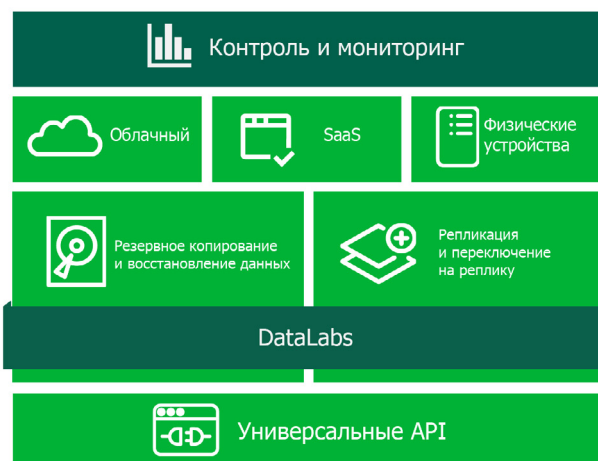 Контроль и мониторинг
Облачный
SaaS
Физические
устройства
Резервное копирование
и восстановление данных
Репликация
и переключение
на реплику
DataLabs
Универсальные API